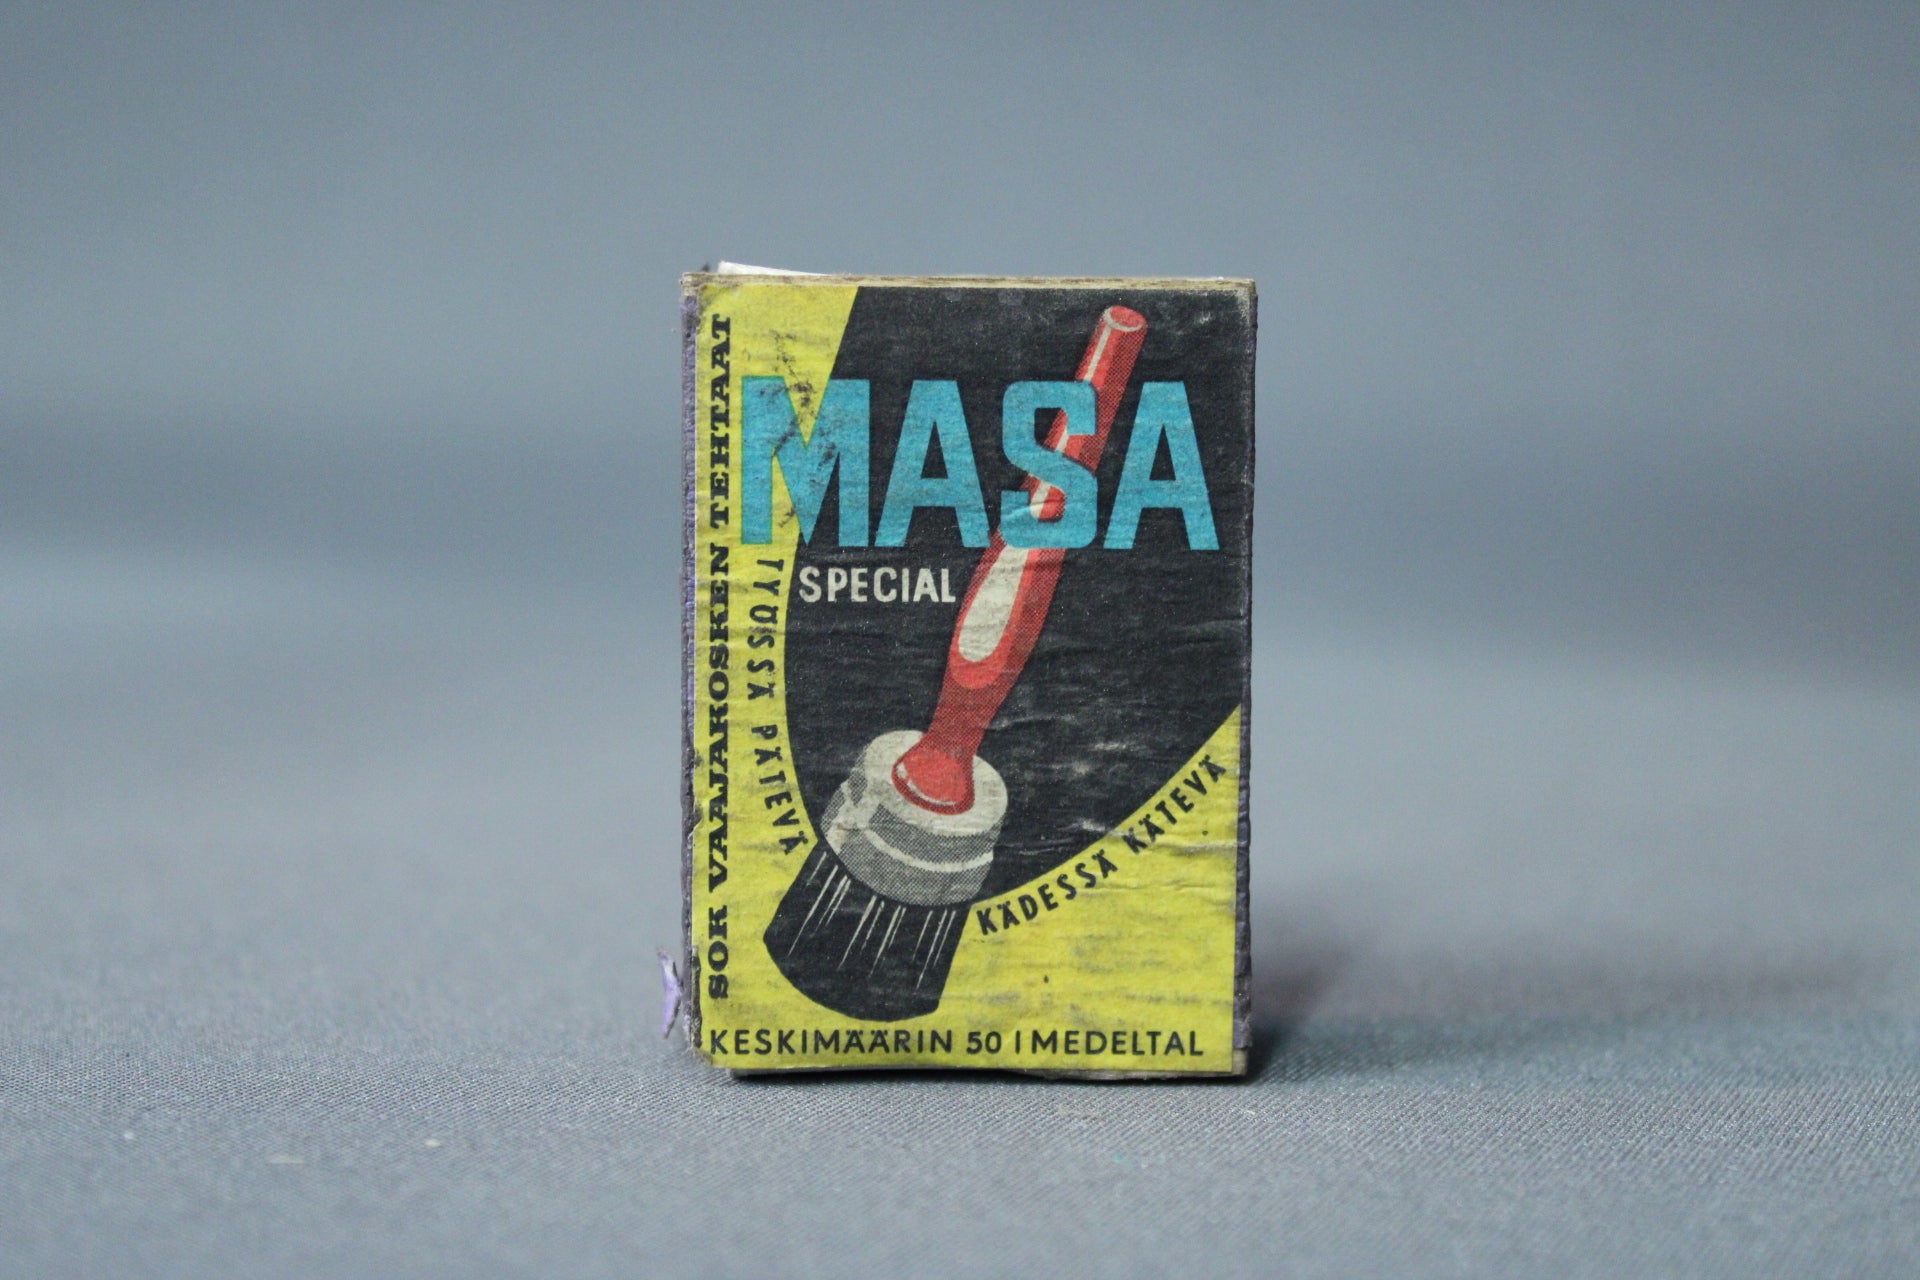 SOK VAAJAKOSKEN TEHTAAT
MASA
SPECIAL
TYÖSSÄ PÄTEVÄ
KÄDESSÄ KÄTEVÄ
KESKIMÄÄRIN 50 I MEDELTAL